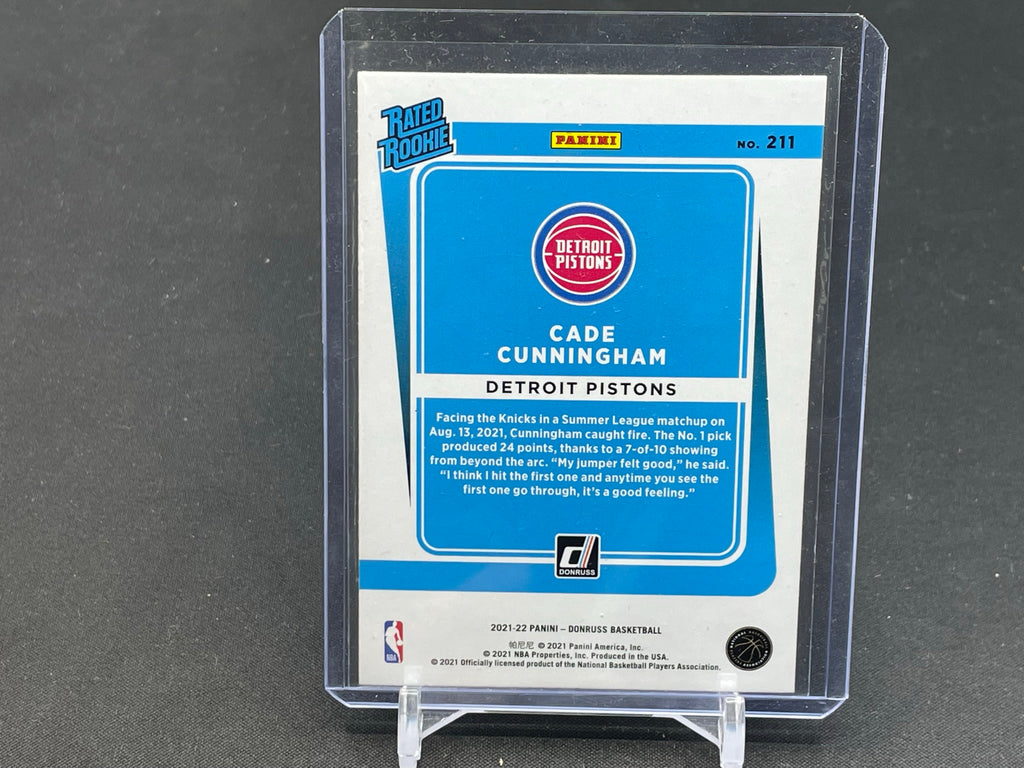 RATED
ROOKIE
PANINI
NO. 211
DETROIT
PISTONS
CADE
CUNNINGHAM
DETROIT PISTONS
Facing the Knicks in a Summer League matchup on
Aug. 13, 2021, Cunningham caught fire. The No. 1 pick
produced 24 points, thanks to a 7-of-10 showing
from beyond the arc. “My jumper felt good,” he said.
“I think I hit the first one and anytime you see the
first one go through, it’s a good feeling.”
DONRUSS
2021-22 PANINI – DONRUSS BASKETBALL
帕尼尼 © 2021 Panini America, Inc.
© 2021 NBA Properties, Inc. Produced in the USA.
© 2021 Officially licensed product of the National Basketball Players Association.
NBA